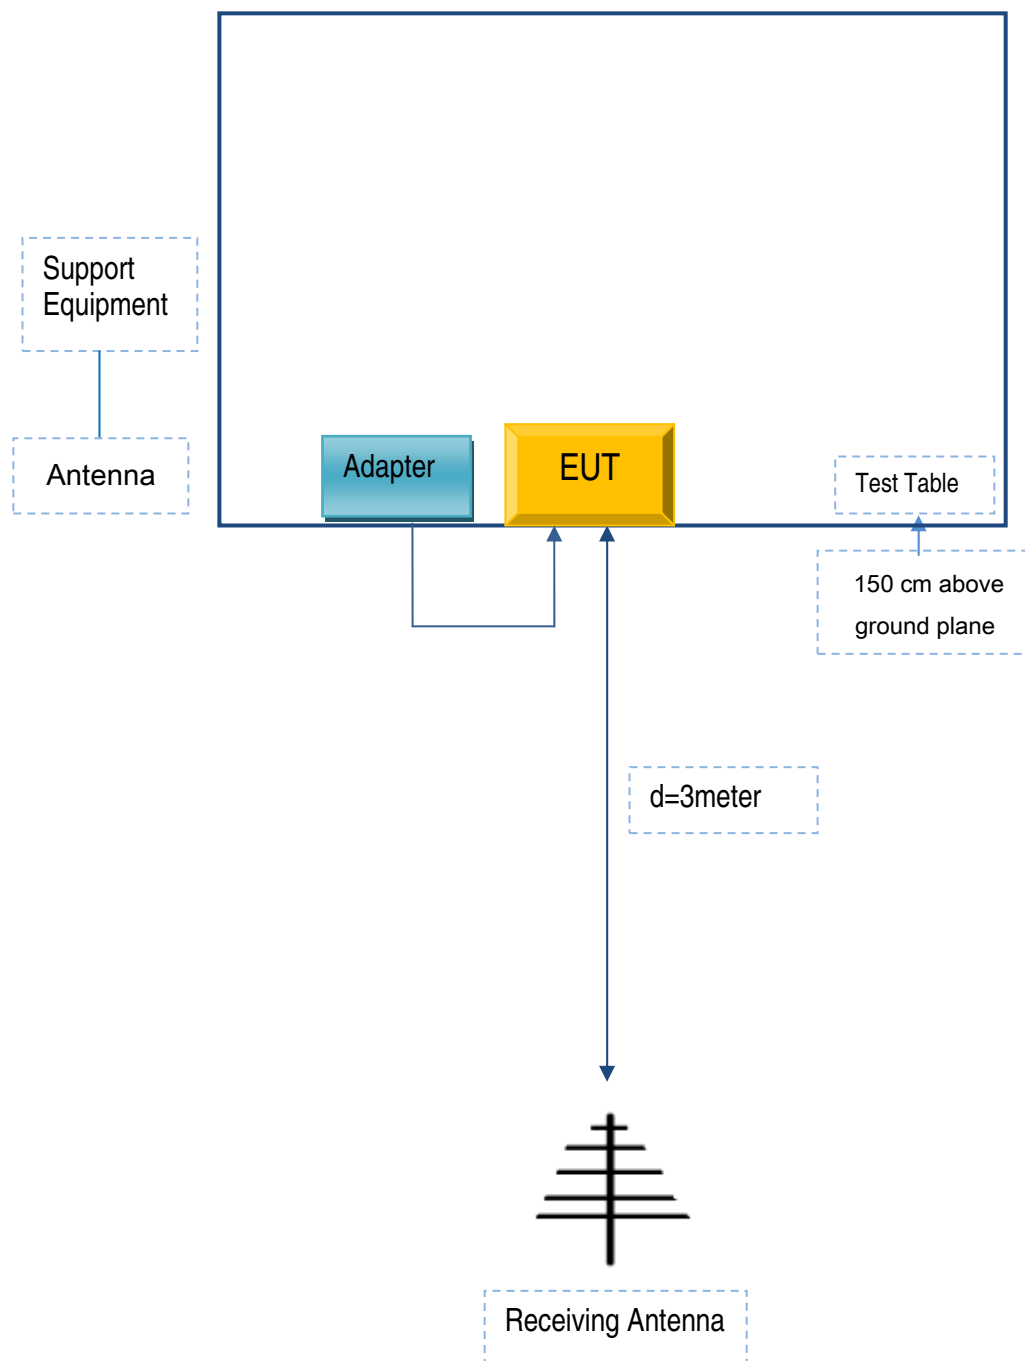 Support
Equipment
Antenna
Adapter
EUT
Test Table
150 cm above
ground plane
d=3meter
Receiving Antenna